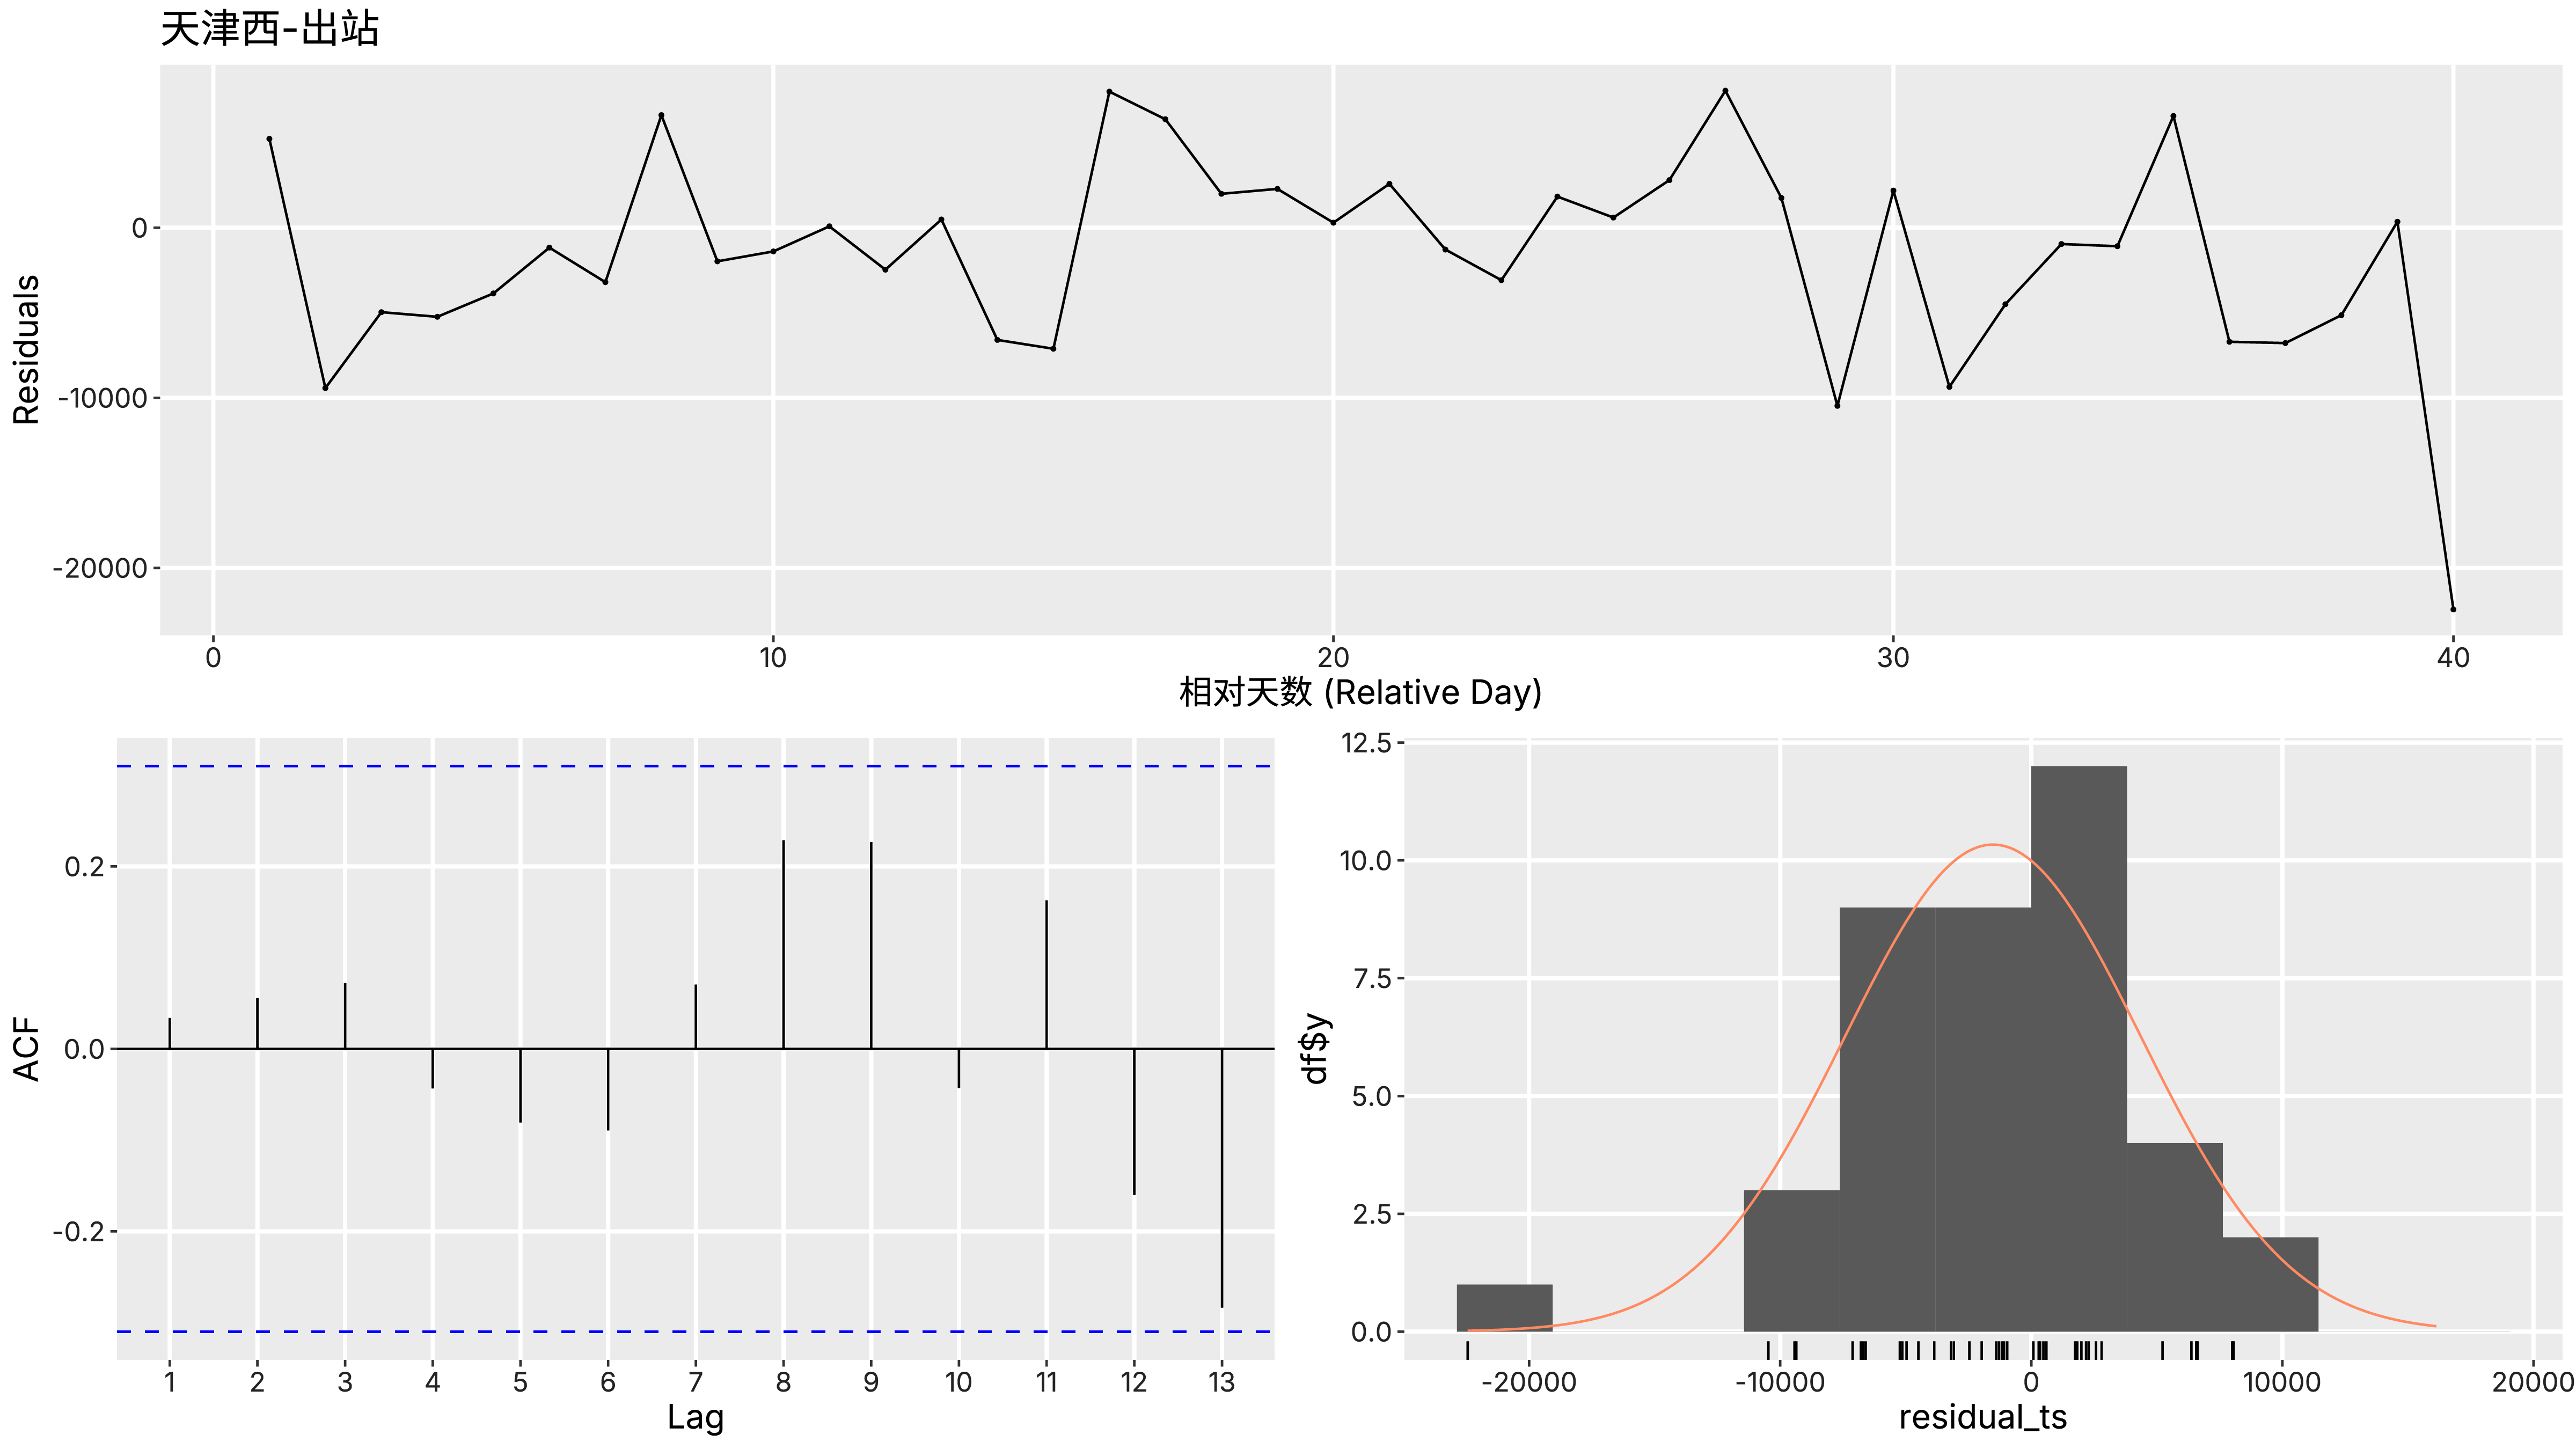 天津西-出站
Residuals
0
-10000
-20000
0 10 20 30 40
相对天数 (Relative Day)
ACF
0.2
0.0
-0.2
1 2 3 4 5 6 7 8 9 10 11 12 13
Lag
df$y
12.5
10.0
7.5
5.0
2.5
0.0
-20000 -10000 0 10000 20000
residual_ts